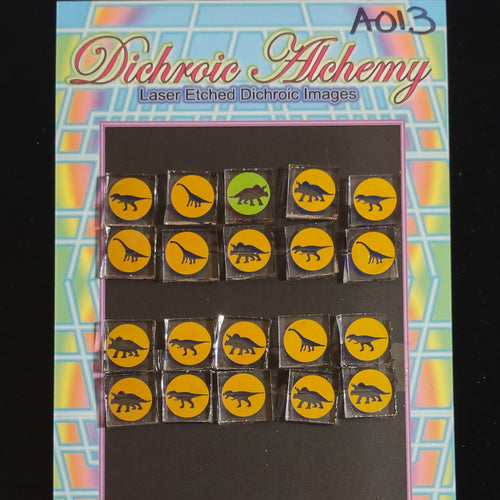 A013
Dichroic Alchemy
Laser Etched Dichroic Images